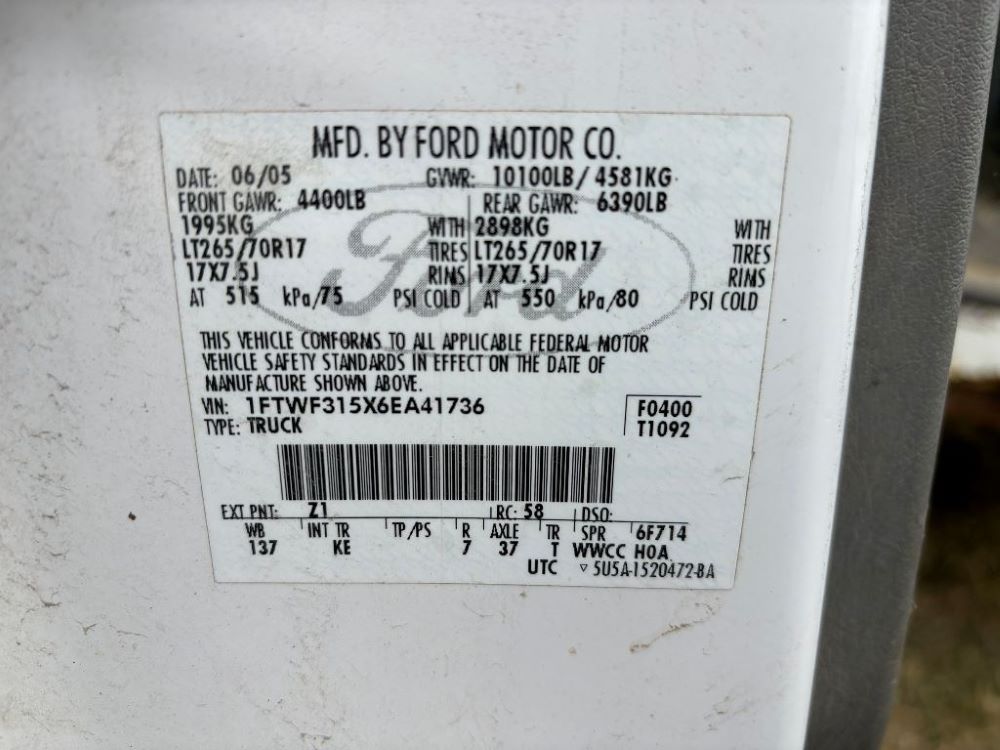 MFD. BY FORD MOTOR CO.
DATE: 06/05 GVWR: 10100LB/4581KG
FRONT GAWR: 4400LB REAR GAWR: 6390LB
1995KG WITH 2898KG WITH
LT265/70R17 TIRES LT265/70R17 TIRES
17X7.5J RIMS 17X7.5J RIMS
AT 515 kPa/75 PSI COLD AT 550 kPa/80 PSI COLD
Ford
THIS VEHICLE CONFORMS TO ALL APPLICABLE FEDERAL MOTOR
VEHICLE SAFETY STANDARDS IN EFFECT ON THE DATE OF
MANUFACTURE SHOWN ABOVE.
VIN: 1FTWF315X6EA41736 F0400
TYPE: TRUCK T1092
EXT PNT: Z1 RC: 58 DSO:
WB INT TR TP/PS R AXLE TR SPR 6F714
137 KE 7 37 T WWCC H0A
UTC ▽ 5U5A-1520472-BA